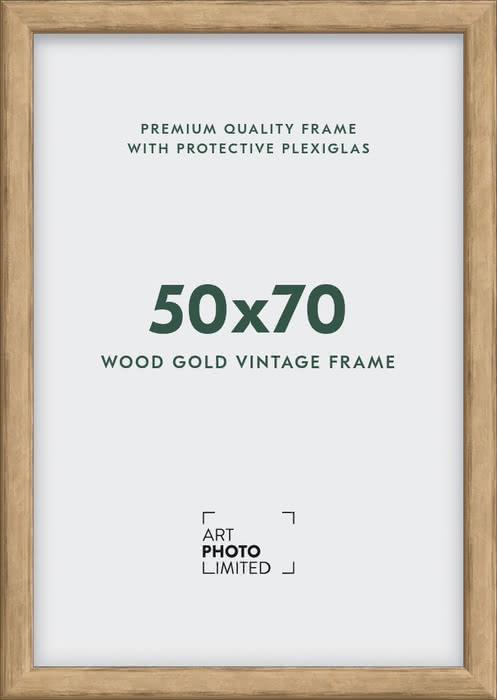 PREMIUM QUALITY FRAME
WITH PROTECTIVE PLEXIGLAS
50x70
WOOD GOLD VINTAGE FRAME
ART
PHOTO
LIMITED